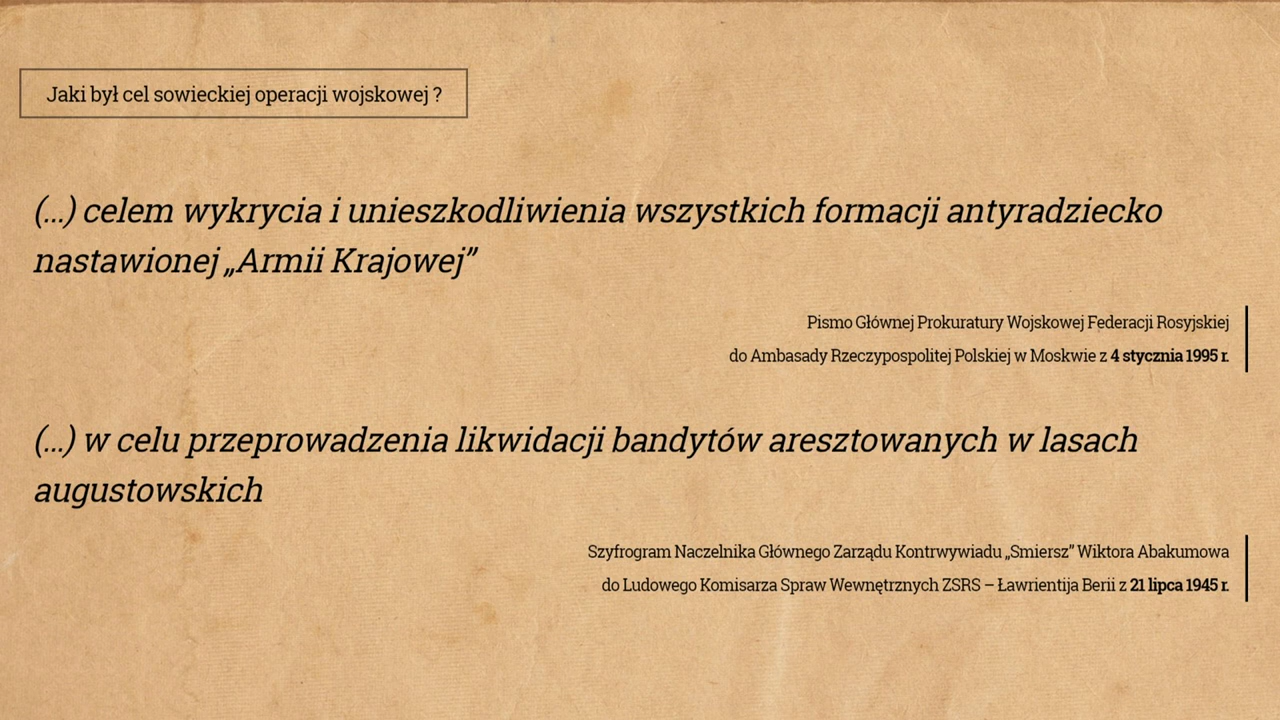 Jaki był cel sowieckiej operacji wojskowej ?
(...) celem wykrycia i unieszkodliwienia wszystkich formacji antyradziecko
nastawionej „Armii Krajowej”
Pismo Głównej Prokuratury Wojskowej Federacji Rosyjskiej
do Ambasady Rzeczypospolitej Polskiej w Moskwie z 4 stycznia 1995 r.
(...) w celu przeprowadzenia likwidacji bandytów aresztowanych w lasach
augustowskich
Szyfrogram Naczelnika Głównego Zarządu Kontrwywiadu „Smiersz” Wiktora Abakumowa
do Ludowego Komisarza Spraw Wewnętrznych ZSRS – Ławrientija Berii z 21 lipca 1945 r.